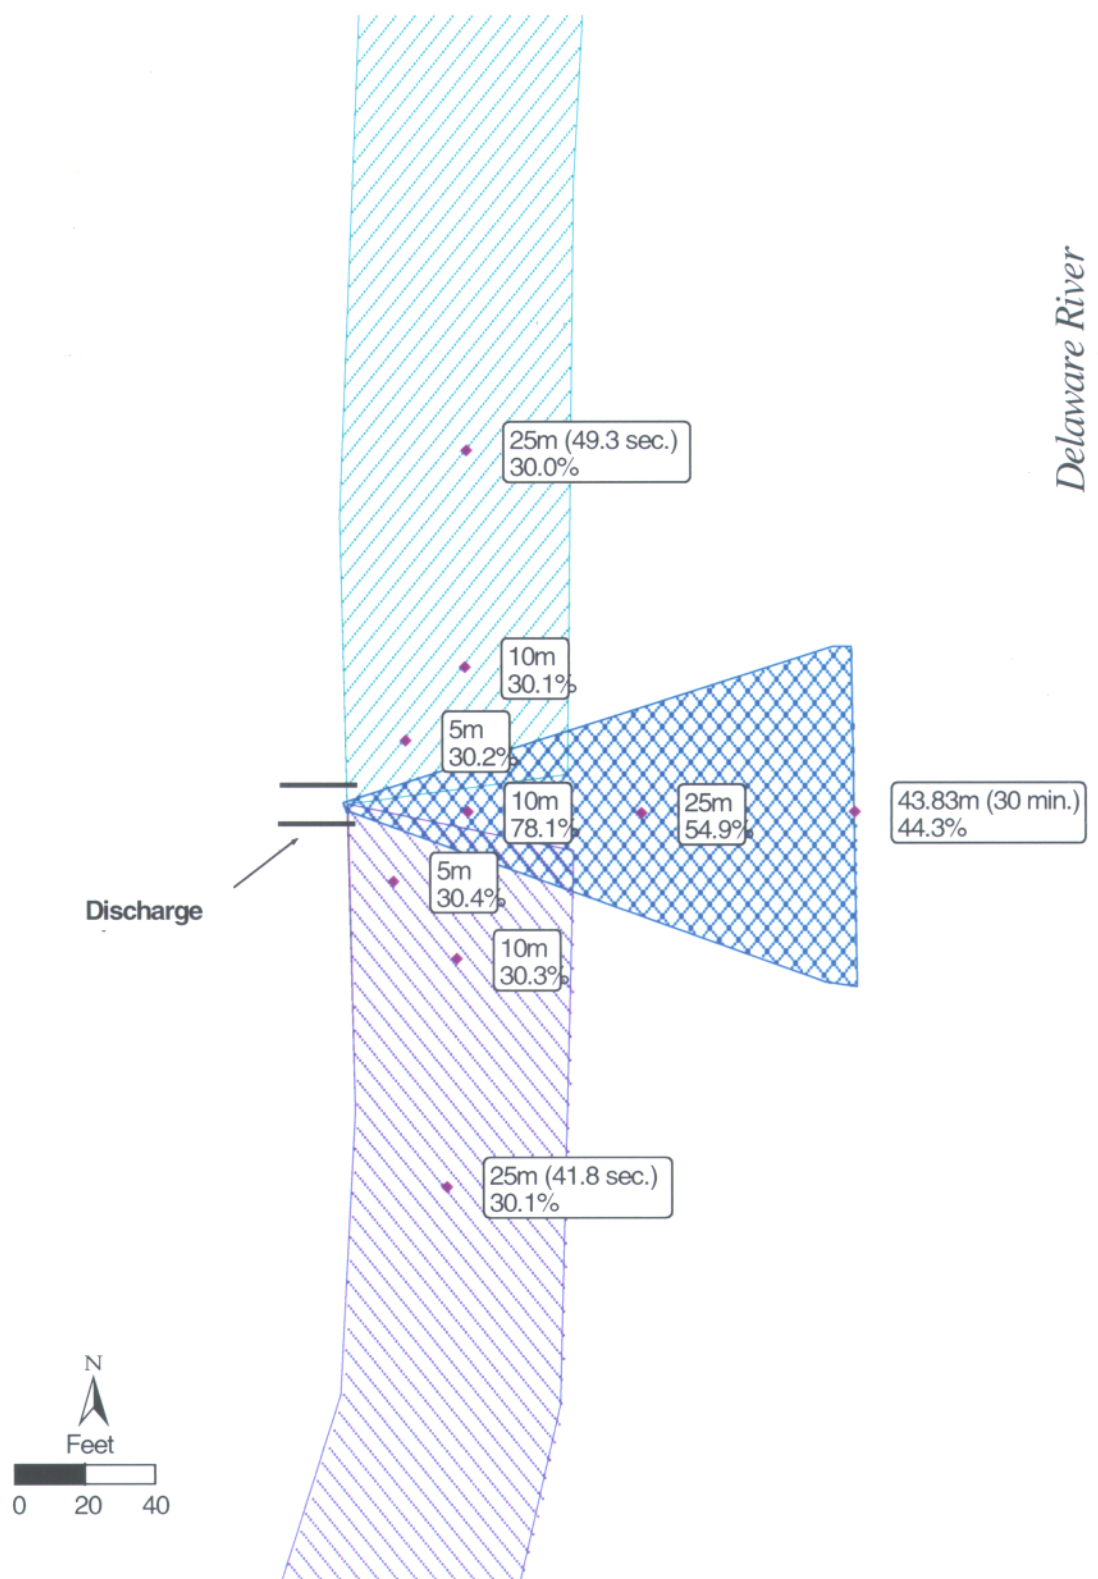 Delaware River
25m (49.3 sec.)
30.0%
10m
30.1%
5m
30.2%
10m
78.1%
25m
54.9%
43.83m (30 min.)
44.3%
5m
30.4%
Discharge
10m
30.3%
25m (41.8 sec.)
30.1%
N
Feet
0 20 40